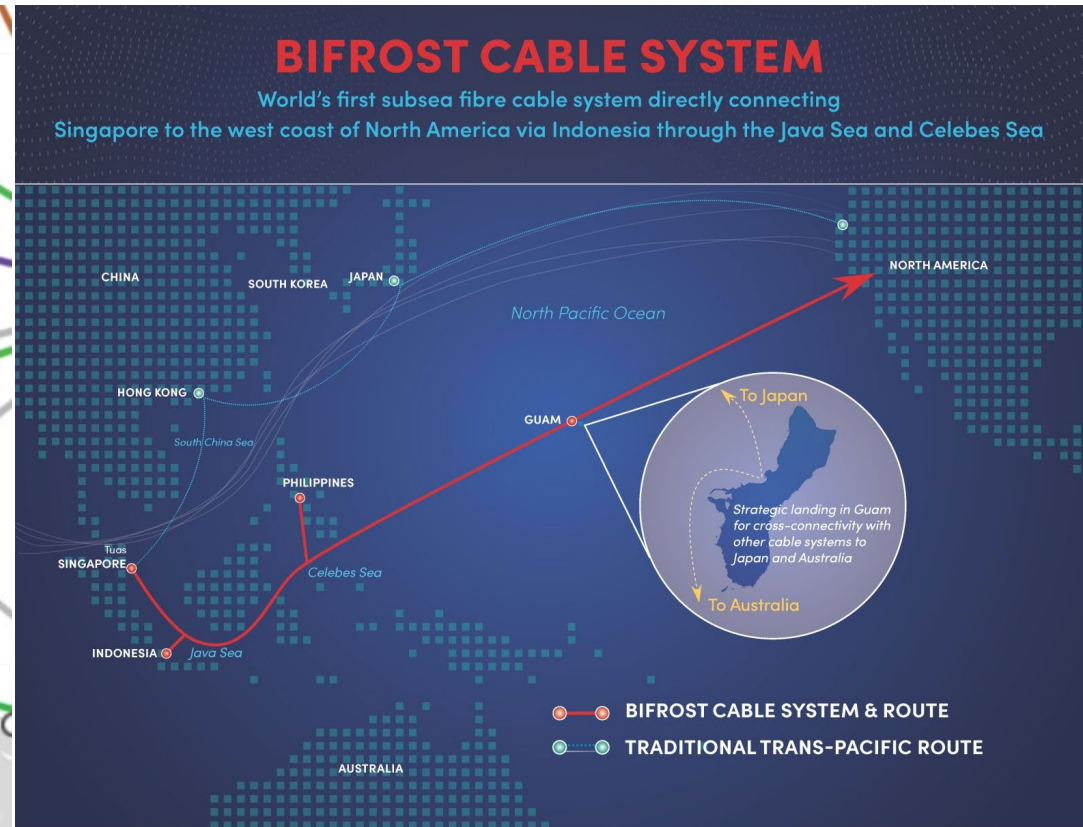 BIFROST CABLE SYSTEM
World's first subsea fibre cable system directly connecting
Singapore to the west coast of North America via Indonesia through the Java Sea and Celebes Sea
CHINA
SOUTH KOREA
JAPAN
NORTH AMERICA
North Pacific Ocean
HONG KONG
South China Sea
GUAM
To Japan
PHILIPPINES
Strategic landing in Guam
for cross-connectivity with
other cable systems to
Japan and Australia
Tuas
SINGAPORE
Celebes Sea
To Australia
INDONESIA
Java Sea
BIFROST CABLE SYSTEM & ROUTE
TRADITIONAL TRANS-PACIFIC ROUTE
AUSTRALIA